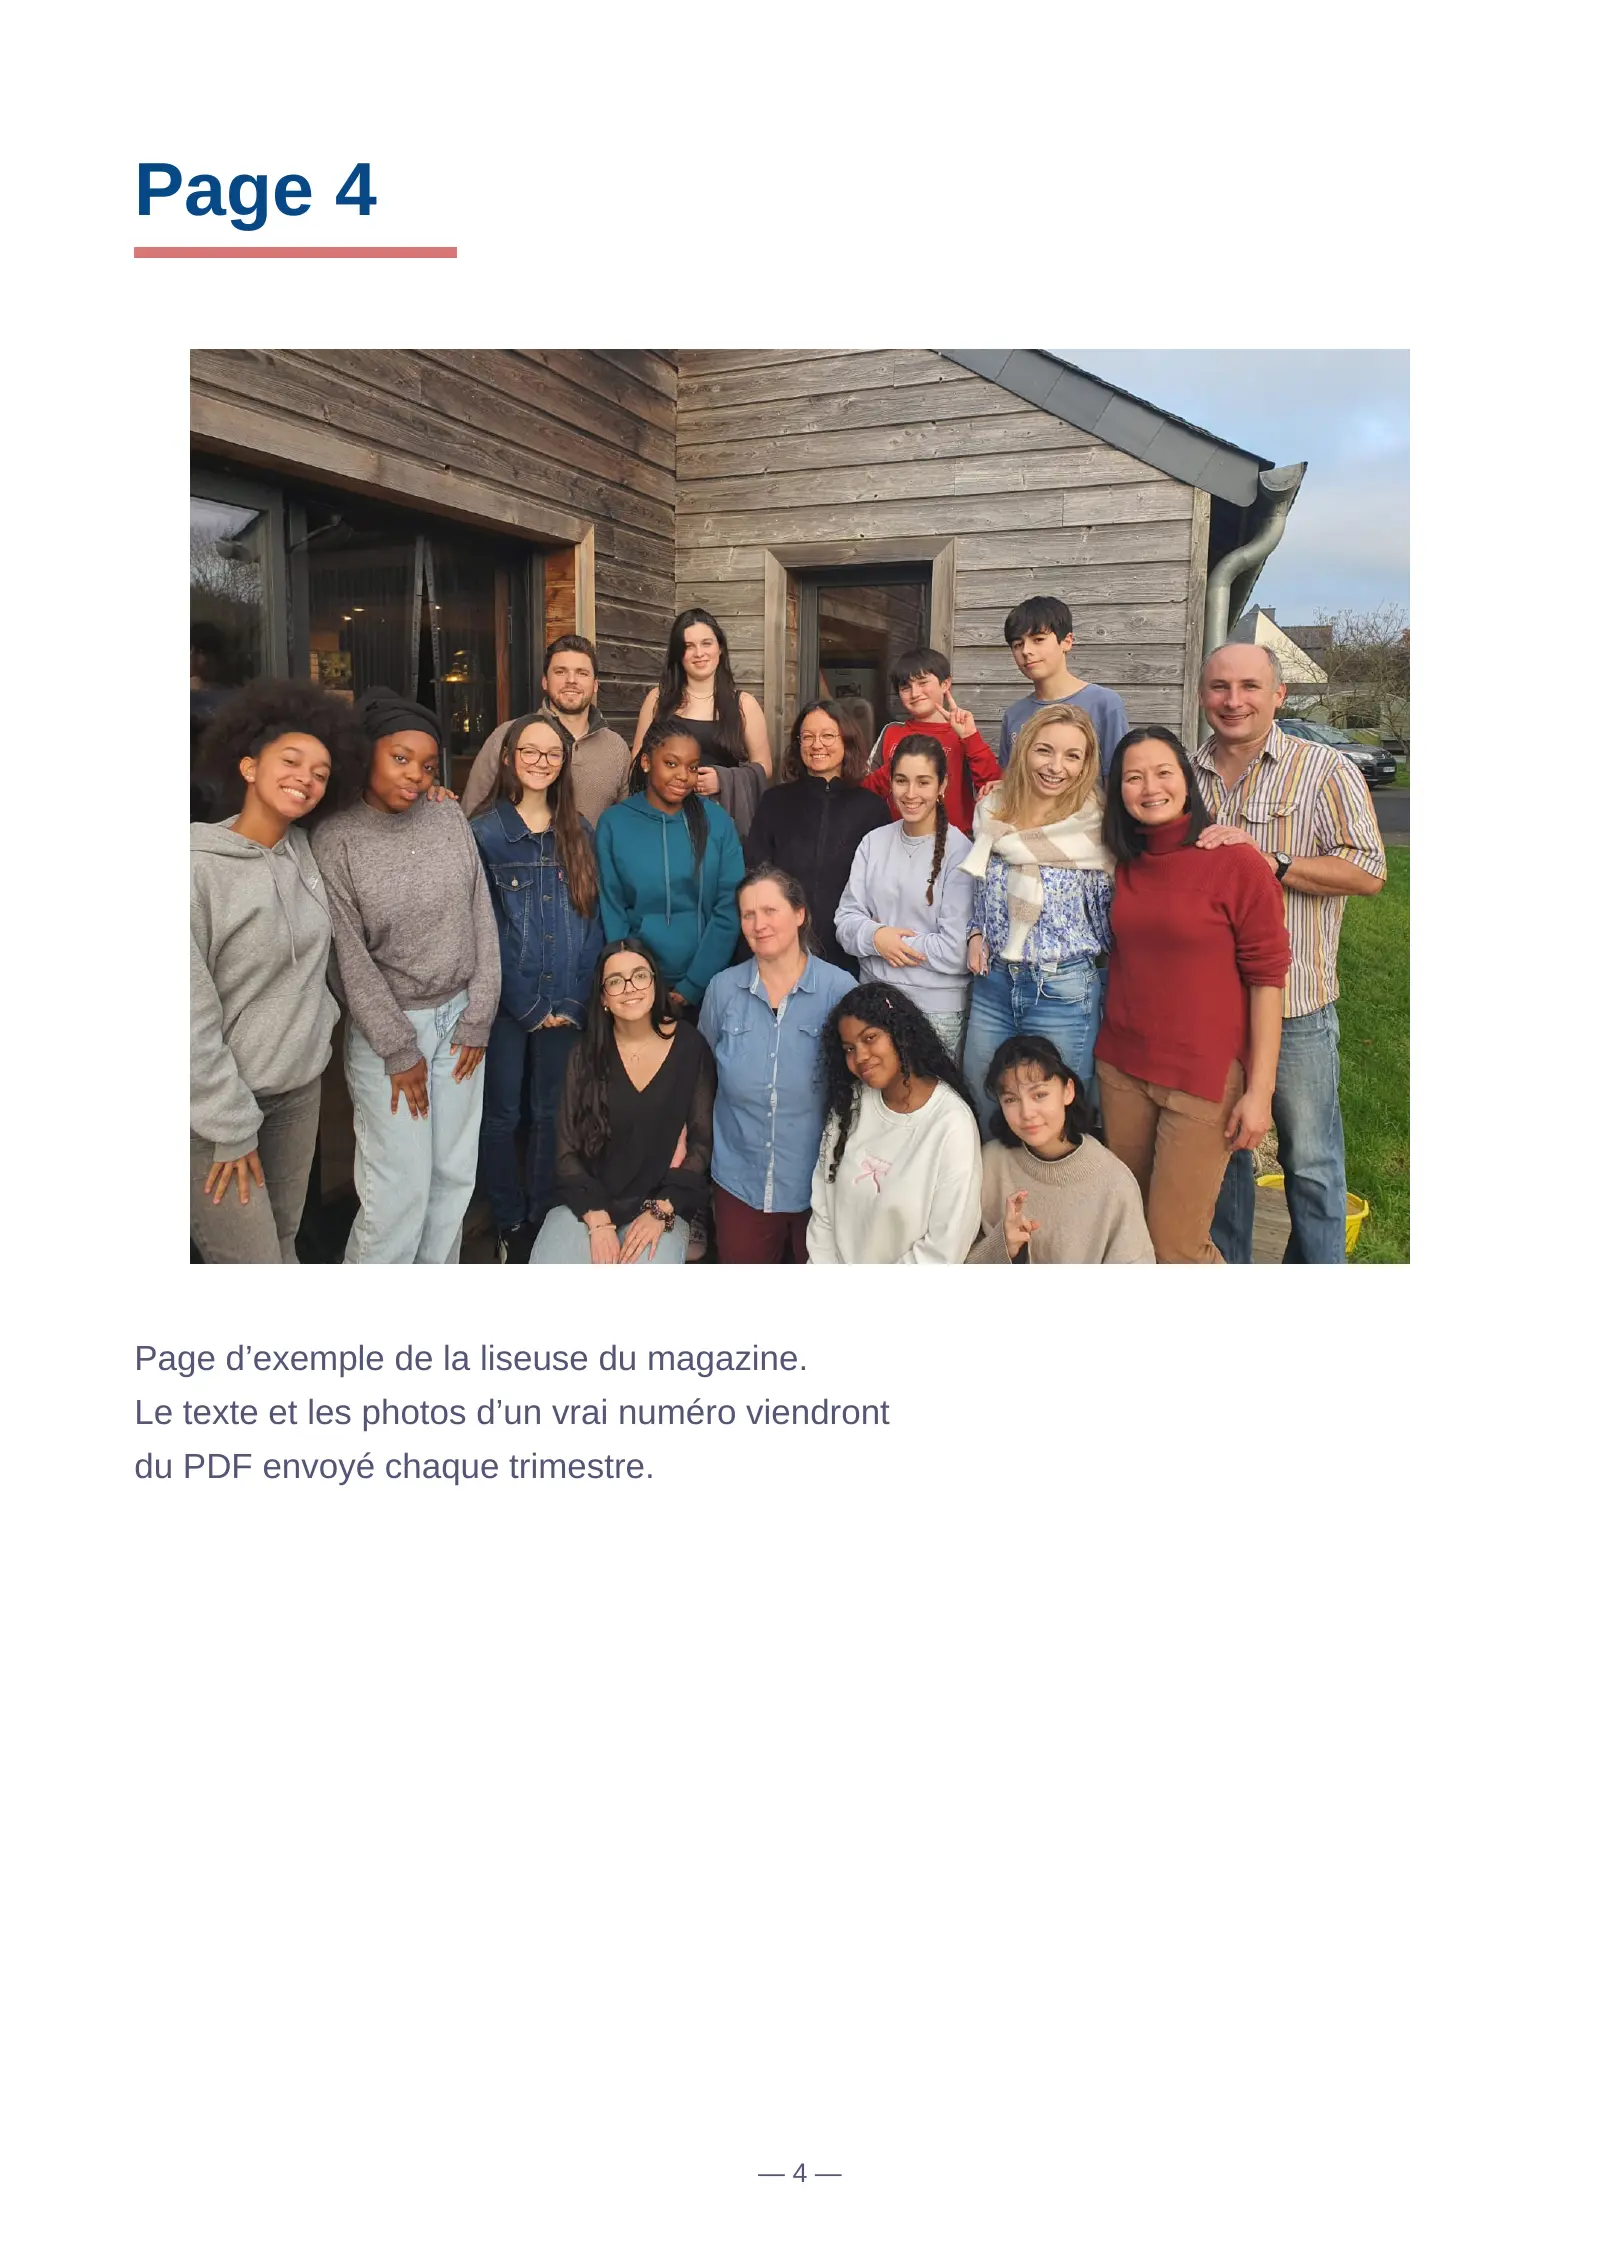 Page 4
Page d’exemple de la liseuse du magazine.
Le texte et les photos d’un vrai numéro viendront
du PDF envoyé chaque trimestre.
— 4 —